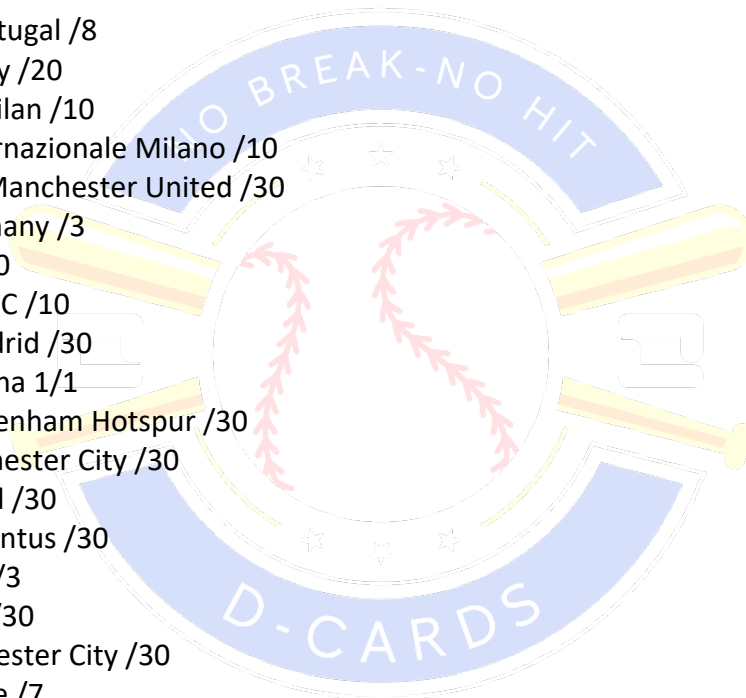 tugal /8
y /20
ilan /10
rnazionale Milano /10
Manchester United /30
many /3
0
C /10
drid /30
na 1/1
enham Hotspur /30
hester City /30
l /30
ntus /30
/3
/30
ester City /30
e /7
NO BREAK-NO HIT
D-CARDS